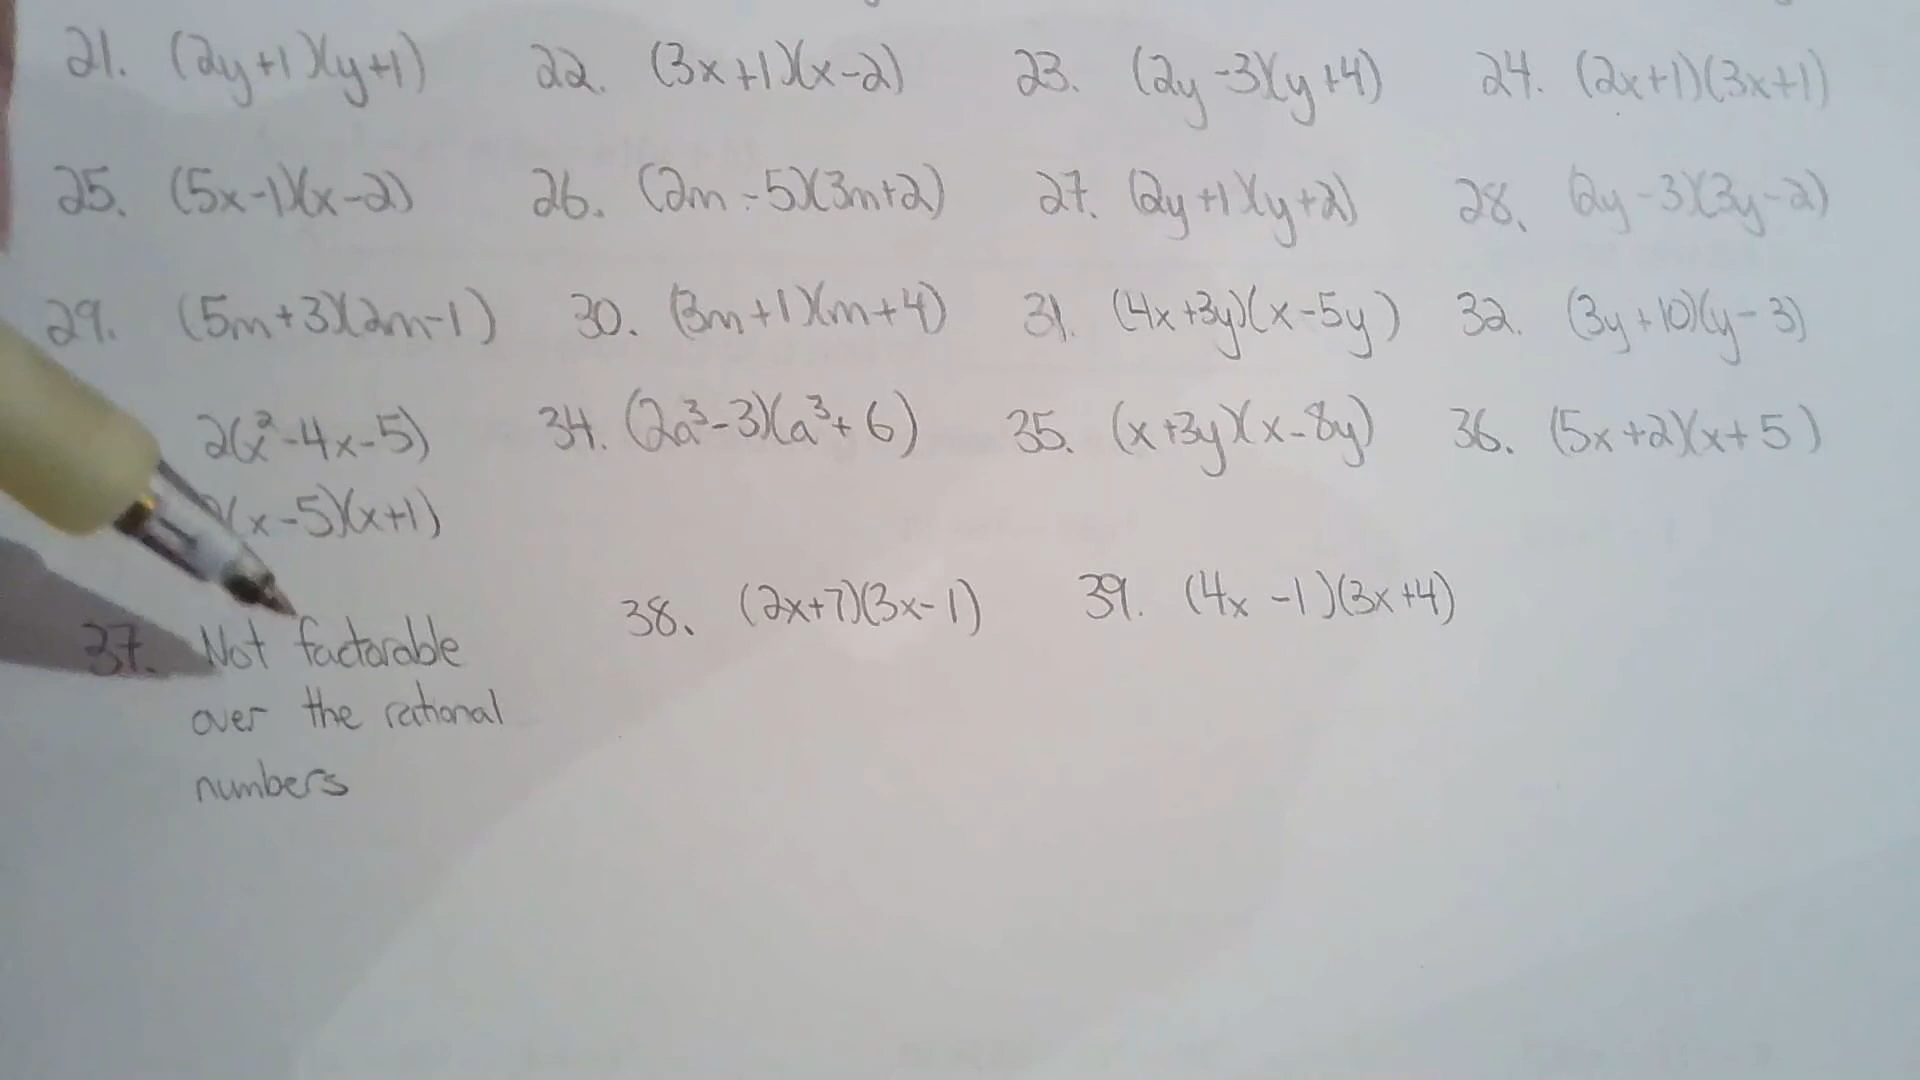 21. (2y+1)(y+1) 22. (3x+1)(x-2) 23. (2y-3)(y+4) 24. (2x+1)(3x+1)
25. (5x-1)(x-2) 26. (2m-5)(3m+2) 27. (2y+1)(y+2) 28. (2y-3)(3y-2)
29. (5m+3)(2m-1) 30. (3m+1)(m+4) 31. (4x+3y)(x-5y) 32. (3y+10)(y-3)
2(x²-4x-5) 34. (2a³-3)(a³+6) 35. (x+3y)(x-8y) 36. (5x+2)(x+5)
2(x-5)(x+1)
37. Not factorable 38. (2x+7)(3x-1) 39. (4x-1)(3x+4)
over the rational
numbers